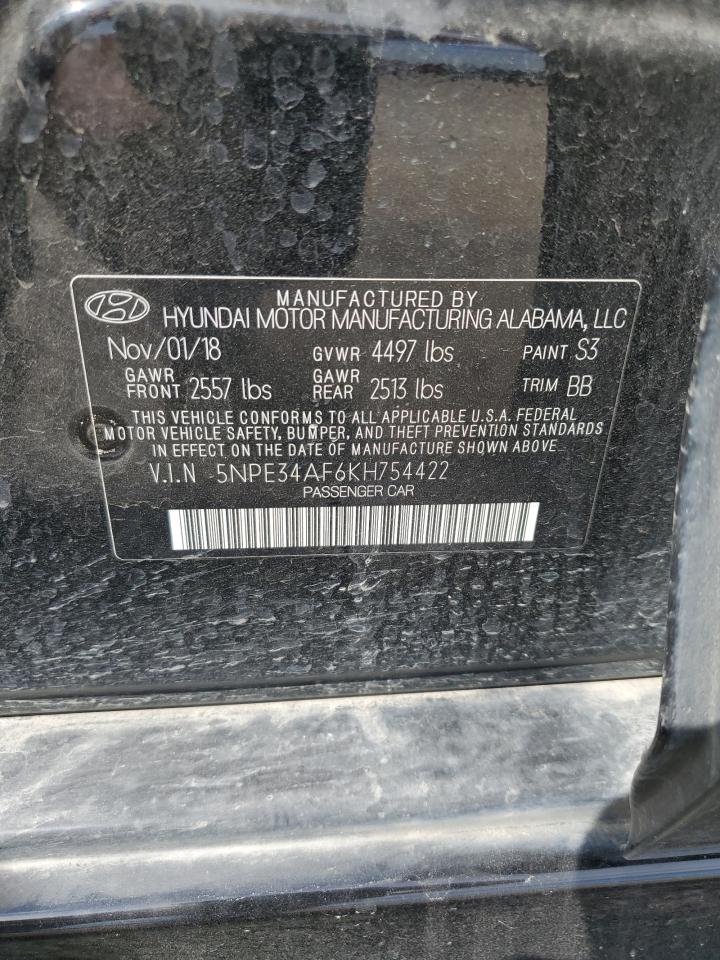 MANUFACTURED BY
HYUNDAI MOTOR MANUFACTURING ALABAMA, LLC
Nov/01/18 GVWR 4497 lbs PAINT S3
GAWR FRONT 2557 lbs GAWR REAR 2513 lbs TRIM BB
THIS VEHICLE CONFORMS TO ALL APPLICABLE U.S.A. FEDERAL
MOTOR VEHICLE SAFETY, BUMPER, AND THEFT PREVENTION STANDARDS
IN EFFECT ON THE DATE OF MANUFACTURE SHOWN ABOVE.
V.I.N 5NPE34AF6KH754422
PASSENGER CAR